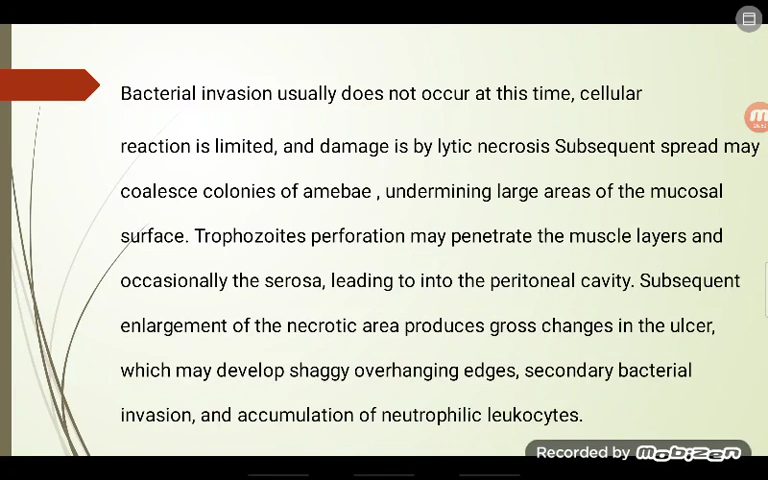 Bacterial invasion usually does not occur at this time, cellular
reaction is limited, and damage is by lytic necrosis Subsequent spread may
coalesce colonies of amebae , undermining large areas of the mucosal
surface. Trophozoites perforation may penetrate the muscle layers and
occasionally the serosa, leading to into the peritoneal cavity. Subsequent
enlargement of the necrotic area produces gross changes in the ulcer,
which may develop shaggy overhanging edges, secondary bacterial
invasion, and accumulation of neutrophilic leukocytes.
Recorded by Mobizen